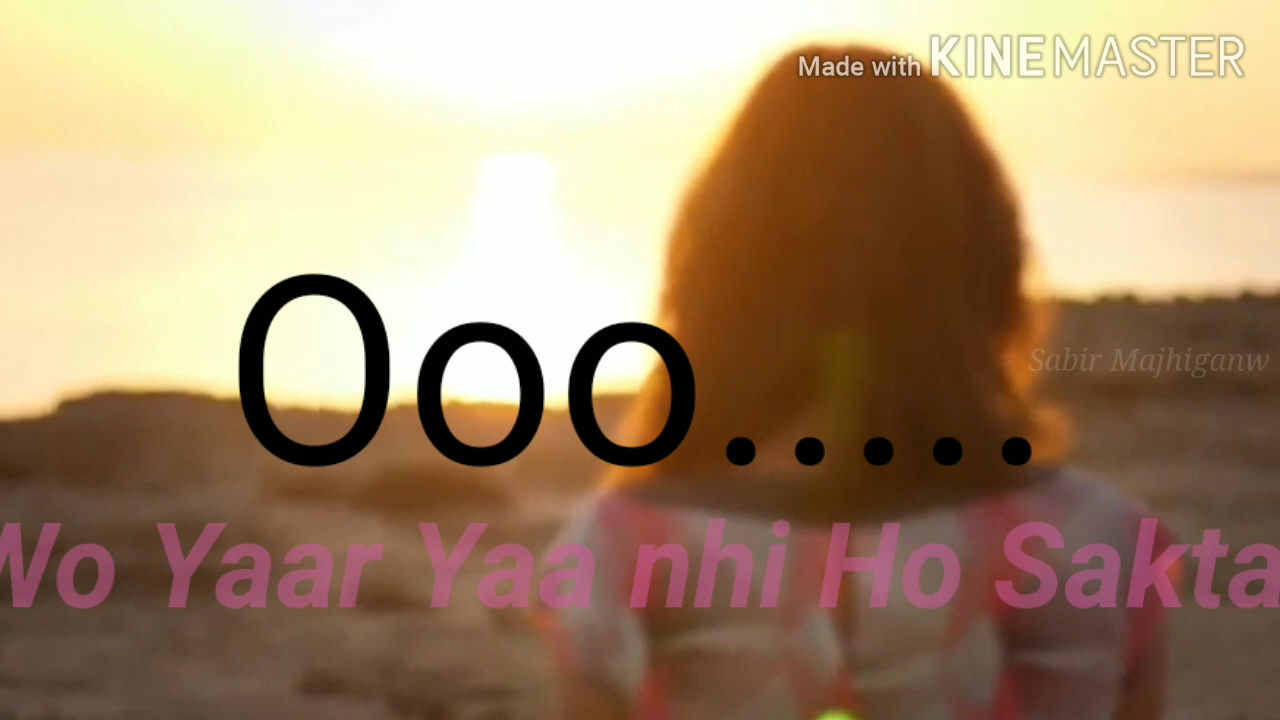 Made with KINEMASTER
Ooo.....
Sabir Majhiganw
Wo Yaar Yaa nhi Ho Sakta